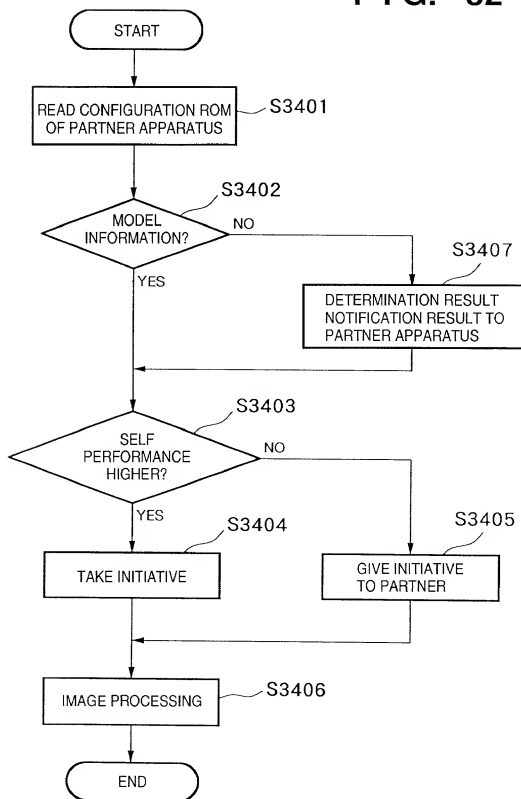 FIG. 32
START
READ CONFIGURATION ROM
OF PARTNER APPARATUS
S3401
S3402
MODEL
INFORMATION?
NO
YES
S3407
DETERMINATION RESULT
NOTIFICATION RESULT TO
PARTNER APPARATUS
S3403
SELF
PERFORMANCE
HIGHER?
NO
YES
S3404
TAKE INITIATIVE
S3405
GIVE INITIATIVE
TO PARTNER
IMAGE PROCESSING
S3406
END